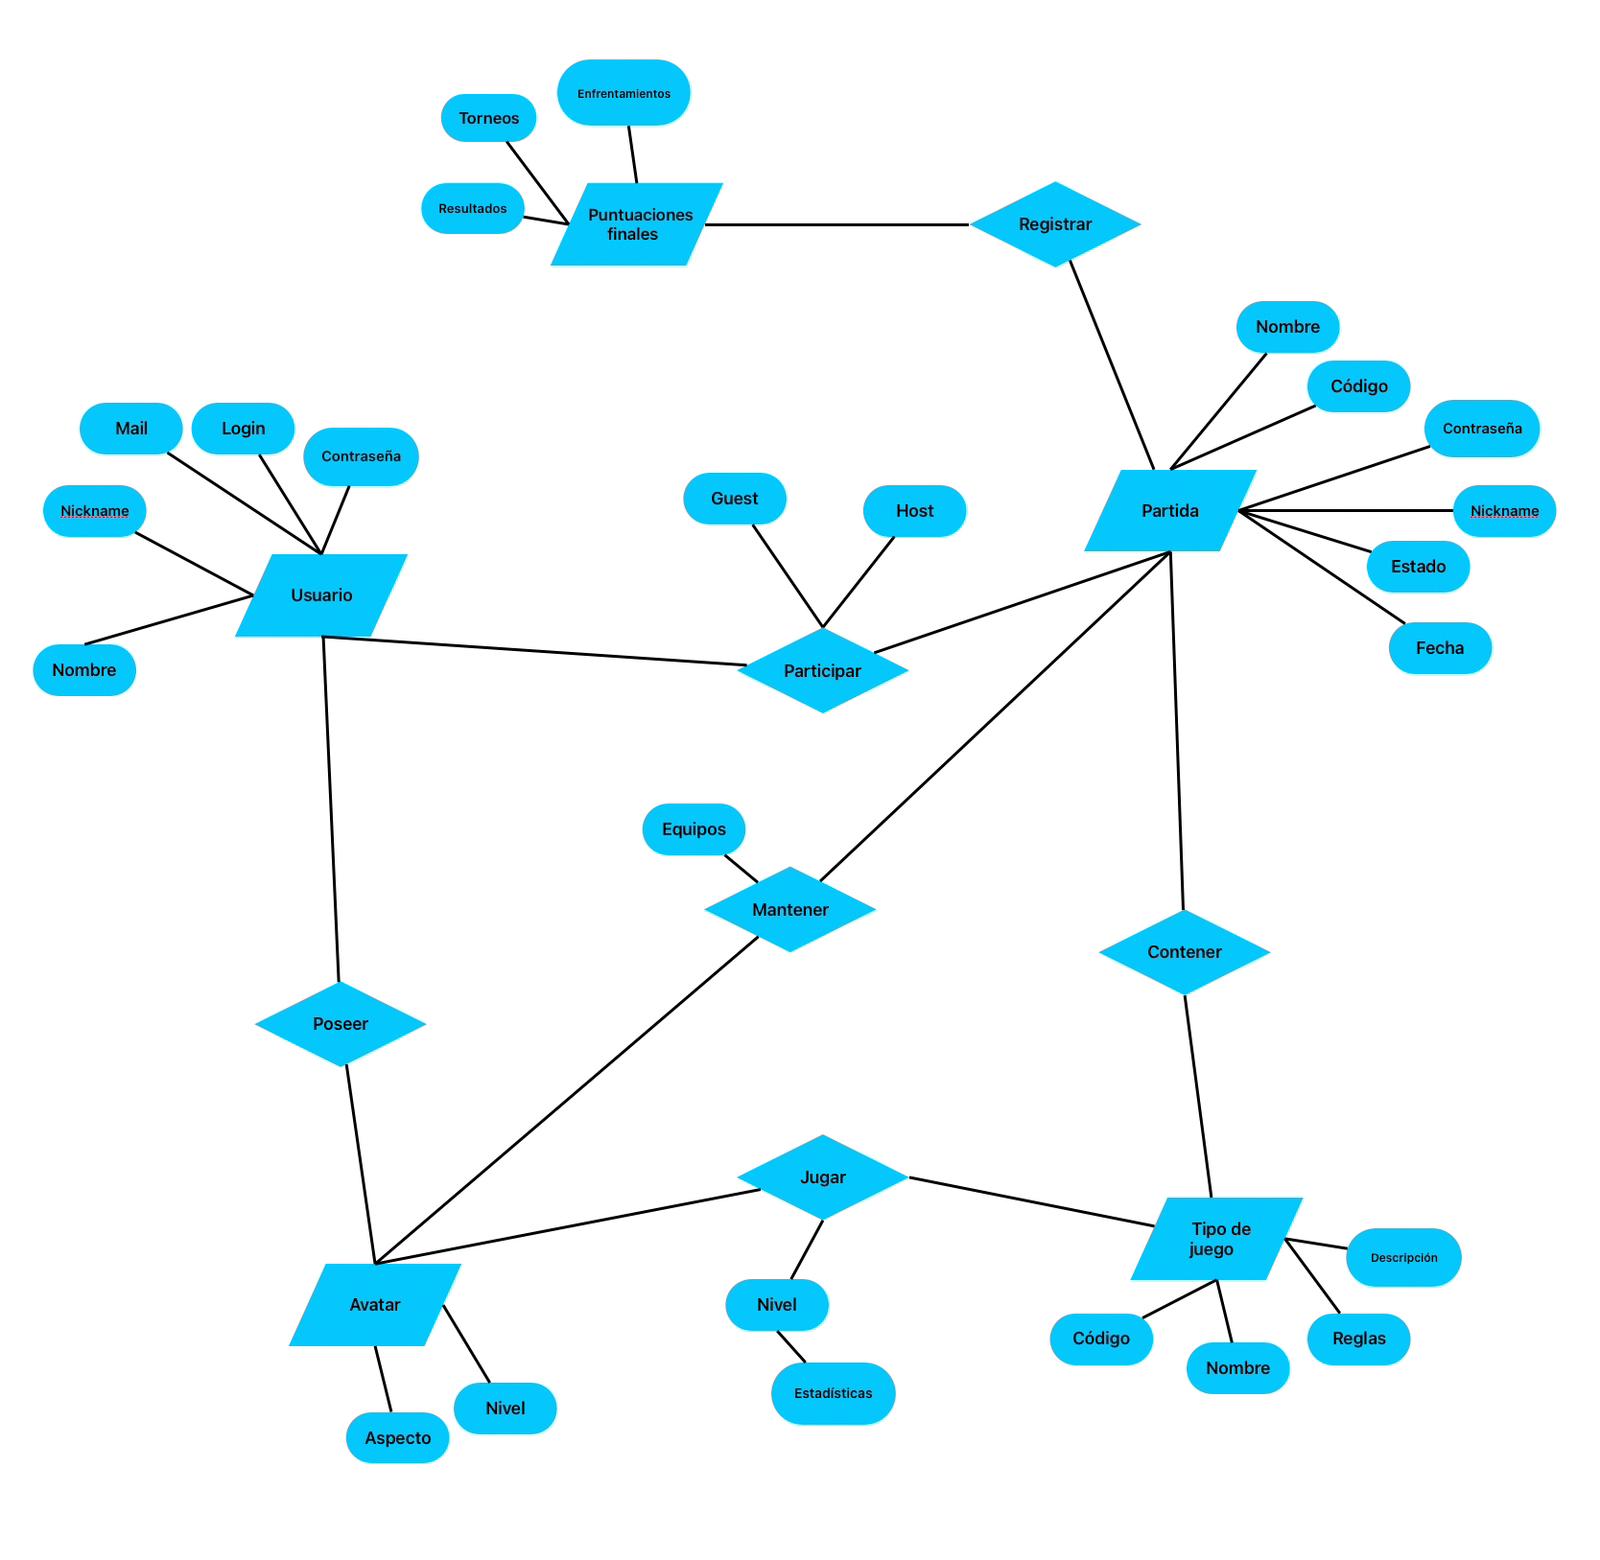 Enfrentamientos
Torneos
Resultados
Puntuaciones
finales
Registrar
Nombre
Código
Contraseña
Nickname
Estado
Fecha
Partida
Mail
Login
Contraseña
Nickname
Usuario
Nombre
Guest
Host
Participar
Equipos
Mantener
Contener
Poseer
Jugar
Nivel
Estadísticas
Tipo de
juego
Descripción
Reglas
Código
Nombre
Avatar
Nivel
Aspecto